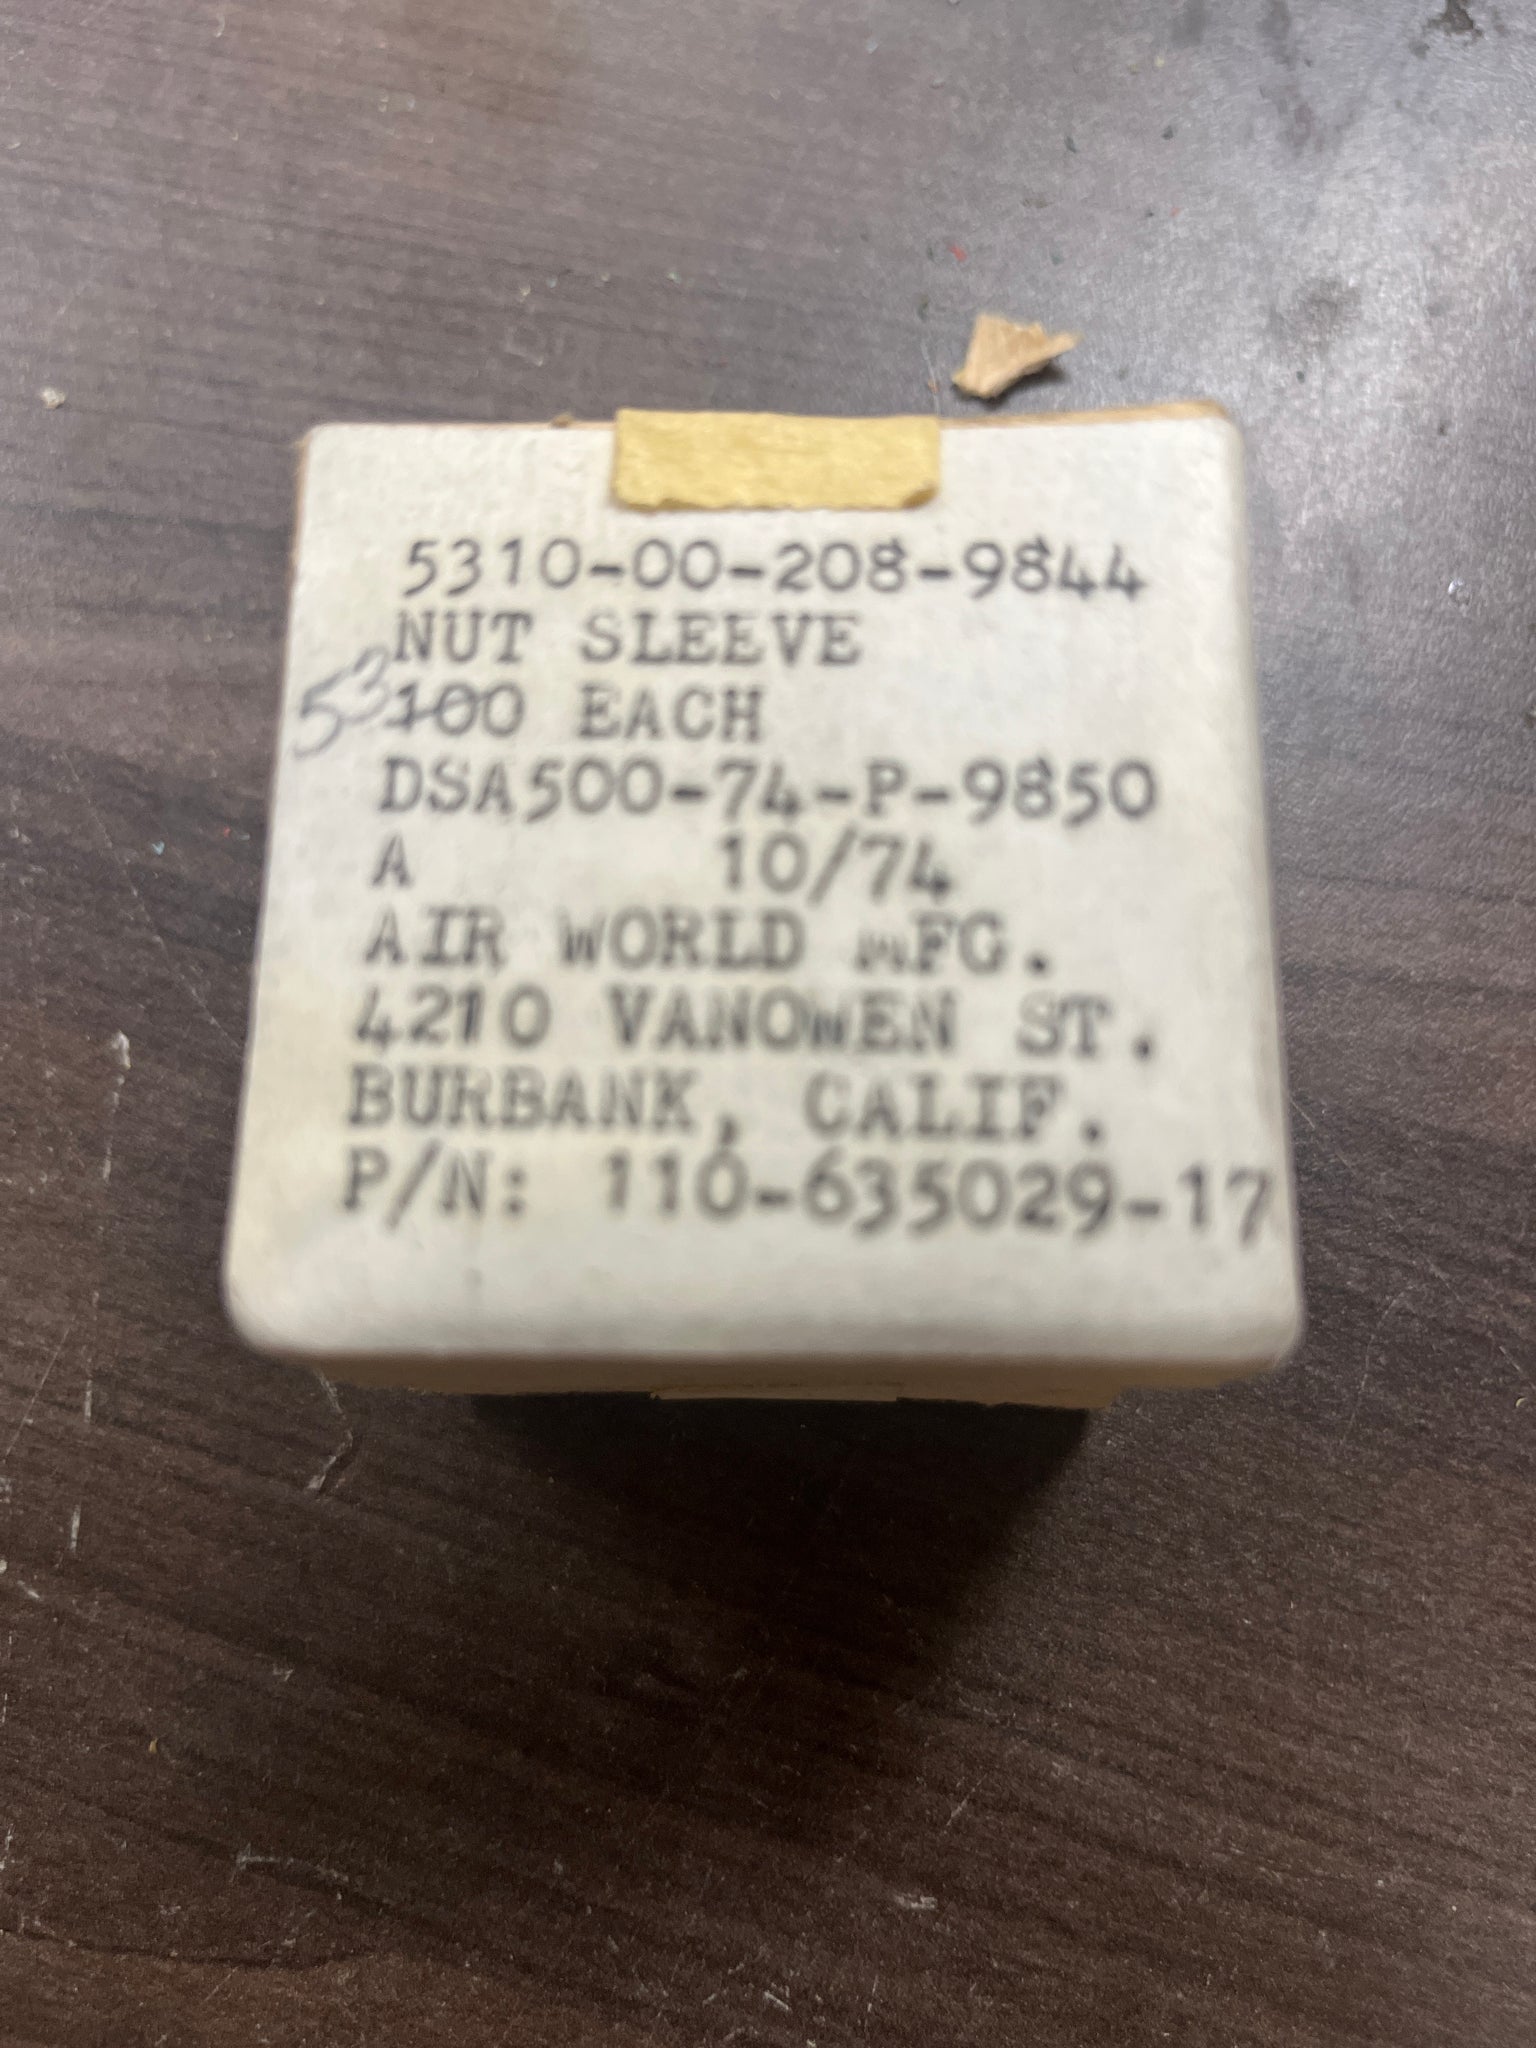 5310-00-208-9844
NUT SLEEVE
53 100 EACH
DSA500-74-P-9850
A 10/74
AIR WORLD MFG.
4210 VANOWEN ST.
BURBANK, CALIF.
P/N: 110-635029-17